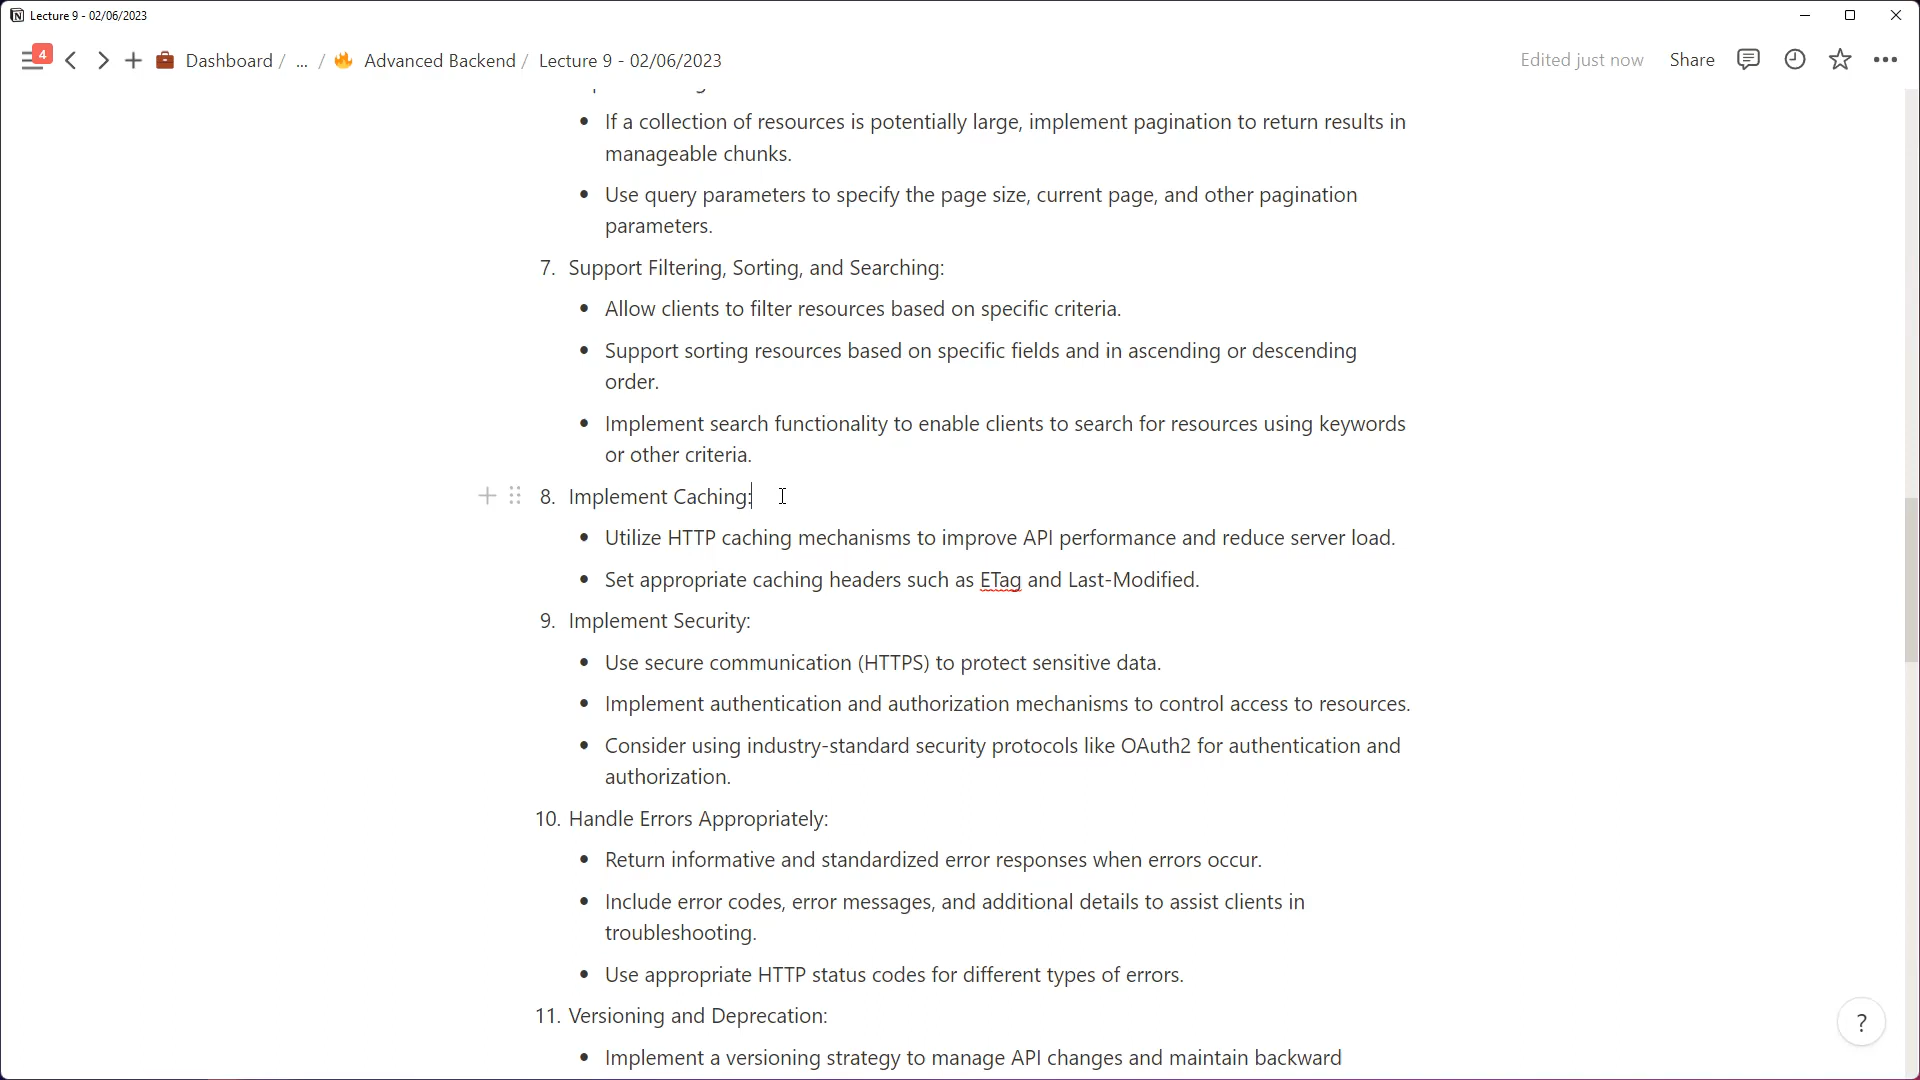 Lecture 9 - 02/06/2023
4
Dashboard / ... / Advanced Backend / Lecture 9 - 02/06/2023
Edited just now
Share
• If a collection of resources is potentially large, implement pagination to return results in
manageable chunks.
• Use query parameters to specify the page size, current page, and other pagination
parameters.
7. Support Filtering, Sorting, and Searching:
• Allow clients to filter resources based on specific criteria.
• Support sorting resources based on specific fields and in ascending or descending
order.
• Implement search functionality to enable clients to search for resources using keywords
or other criteria.
8. Implement Caching:
• Utilize HTTP caching mechanisms to improve API performance and reduce server load.
• Set appropriate caching headers such as ETag and Last-Modified.
9. Implement Security:
• Use secure communication (HTTPS) to protect sensitive data.
• Implement authentication and authorization mechanisms to control access to resources.
• Consider using industry-standard security protocols like OAuth2 for authentication and
authorization.
10. Handle Errors Appropriately:
• Return informative and standardized error responses when errors occur.
• Include error codes, error messages, and additional details to assist clients in
troubleshooting.
• Use appropriate HTTP status codes for different types of errors.
11. Versioning and Deprecation:
• Implement a versioning strategy to manage API changes and maintain backward
?